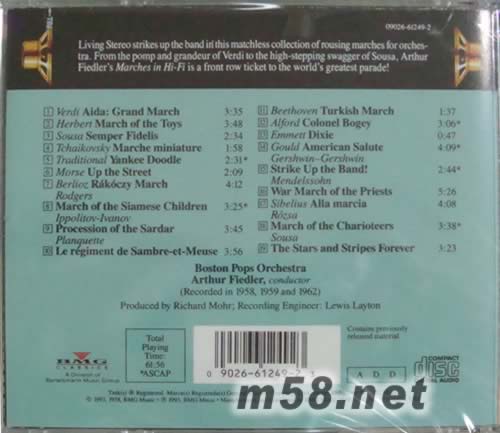 09026-61249-2
Living Stereo strikes up the band in this matchless collection of rousing marches for orches-
tra. From the pomp and grandeur of Verdi to the high-stepping swagger of Sousa, Arthur
Fiedler's Marches in Hi-Fi is a front row ticket to the world's greatest parade!
1 Verdi Aida: Grand March 3:35
2 Herbert March of the Toys 3:48
3 Sousa Semper Fidelis 2:34
4 Tchaikovsky Marche miniature 1:58
5 Traditional Yankee Doodle 2:31*
6 Morse Up the Street 2:09
7 Berlioz Rákóczy March 4:12
Rodgers
8 March of the Siamese Children 3:25*
Ippolitov-Ivanov
9 Procession of the Sardar 3:45
Planquette
10 Le régiment de Sambre-et-Meuse 3:56
11 Beethoven Turkish March 1:37
12 Alford Colonel Bogey 3:06*
13 Emmett Dixie 0:47
14 Gould American Salute 4:09*
Gershwin-Gershwin
15 Strike Up the Band! 2:44*
Mendelssohn
16 War March of the Priests 5:26
17 Sibelius Alla marcia 4:08
Rózsa
18 March of the Charioteers 3:38*
Sousa
19 The Stars and Stripes Forever 3:23
Boston Pops Orchestra
Arthur Fiedler, conductor
(Recorded in 1958, 1959 and 1962)
Produced by Richard Mohr; Recording Engineer: Lewis Layton
BMG
CLASSICS
A Division of
Bertelsmann Music Group
Total
Playing
Time:
61:56
*ASCAP
0 9026-61249-2 3
Contains previously
released material.
A D D
COMPACT
disc
DIGITAL AUDIO
m58.net